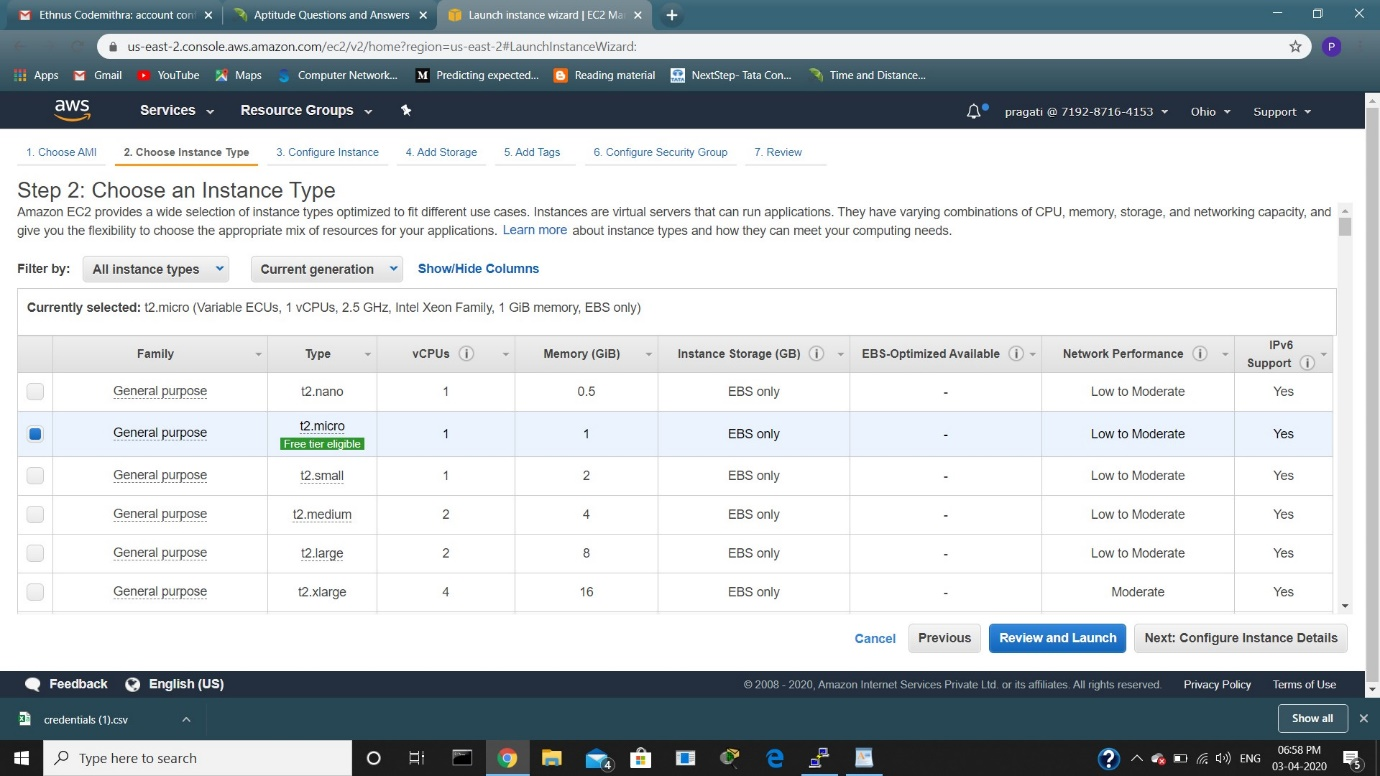 Ethnus Codemithra: account con
Aptitude Questions and Answers
Launch instance wizard | EC2 Ma
us-east-2.console.aws.amazon.com/ec2/v2/home?region=us-east-2#LaunchInstanceWizard:
P
Apps Gmail YouTube Maps Computer Network... M Predicting expected... Reading material TATA NextStep- Tata Con... Time and Distance...
aws Services Resource Groups pragati @ 7192-8716-4153 Ohio Support
1. Choose AMI 2. Choose Instance Type 3. Configure Instance 4. Add Storage 5. Add Tags 6. Configure Security Group 7. Review
Step 2: Choose an Instance Type
Amazon EC2 provides a wide selection of instance types optimized to fit different use cases. Instances are virtual servers that can run applications. They have varying combinations of CPU, memory, storage, and networking capacity, and
give you the flexibility to choose the appropriate mix of resources for your applications. Learn more about instance types and how they can meet your computing needs.
Filter by: All instance types Current generation Show/Hide Columns
Currently selected: t2.micro (Variable ECUs, 1 vCPUs, 2.5 GHz, Intel Xeon Family, 1 GiB memory, EBS only)
Family Type vCPUs Memory (GiB) Instance Storage (GB) EBS-Optimized Available Network Performance IPv6 Support
General purpose t2.nano 1 0.5 EBS only - Low to Moderate Yes
General purpose t2.micro Free tier eligible 1 1 EBS only - Low to Moderate Yes
General purpose t2.small 1 2 EBS only - Low to Moderate Yes
General purpose t2.medium 2 4 EBS only - Low to Moderate Yes
General purpose t2.large 2 8 EBS only - Low to Moderate Yes
General purpose t2.xlarge 4 16 EBS only - Moderate Yes
Cancel Previous Review and Launch Next: Configure Instance Details
Feedback English (US) © 2008 - 2020, Amazon Internet Services Private Ltd. or its affiliates. All rights reserved. Privacy Policy Terms of Use
credentials (1).csv Show all
Type here to search 4 ENG 06:58 PM
03-04-2020 5